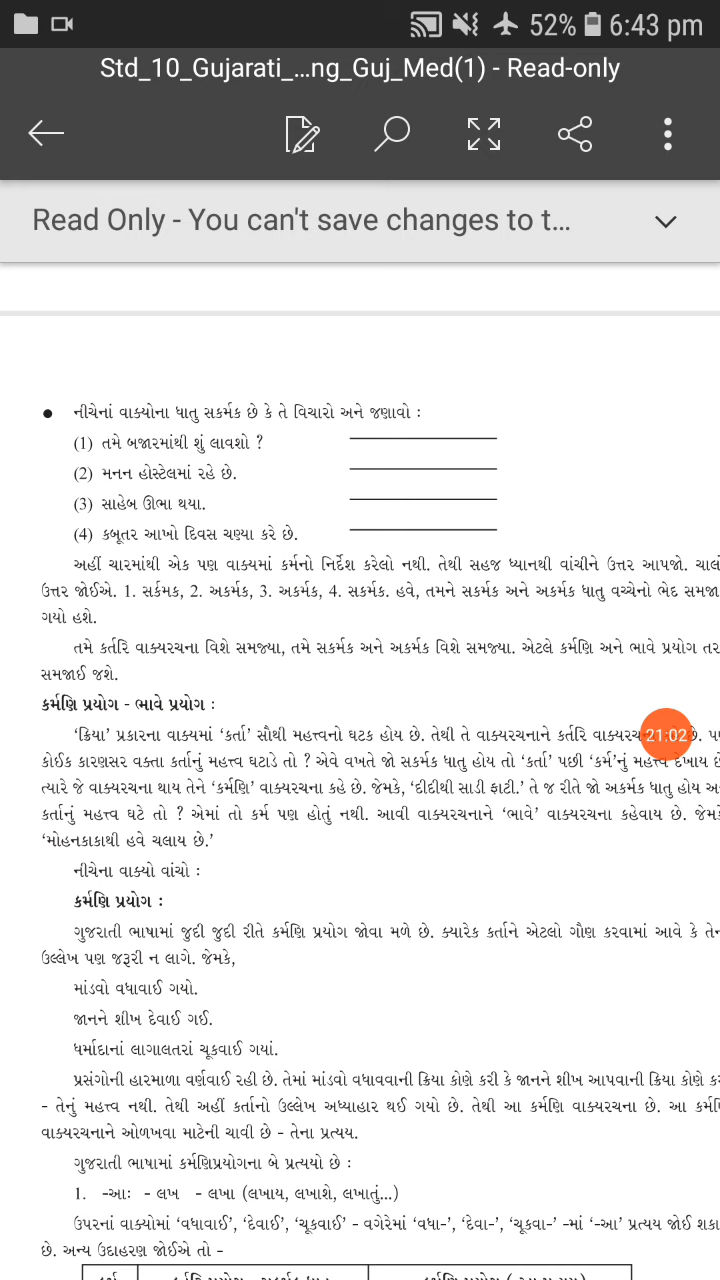 52% 6:43 pm
Std_10_Gujarati_...ng_Guj_Med(1) - Read-only
Read Only - You can't save changes to t...
● નીચેનાં વાક્યોના ધાતુ સકર્મક છે કે તે વિચારો અને જણાવો :
(1) તમે બજારમાંથી શું લાવશો ?
(2) મનન હોસ્ટેલમાં રહે છે.
(3) સાહેબ ઊભા થયા.
(4) કબૂતર આખો દિવસ ચણ્યા કરે છે.
અહીં ચારમાંથી એક પણ વાક્યમાં કર્મનો નિર્દેશ કરેલો નથી. તેથી સહજ ધ્યાનથી વાંચીને ઉત્તર આપજો. ચાલો
ઉત્તર જોઈએ. 1. સર્કમક, 2. અકર્મક, 3. અકર્મક, 4. સકર્મક. હવે, તમને સકર્મક અને અકર્મક ધાતુ વચ્ચેનો ભેદ સમજા
ગયો હશે.
તમે કર્તરિ વાક્યરચના વિશે સમજ્યા, તમે સકર્મક અને અકર્મક વિશે સમજ્યા. એટલે કર્મણિ અને ભાવે પ્રયોગ તર
સમજાઈ જશે.
કર્મણિ પ્રયોગ - ભાવે પ્રયોગ :
‘ક્રિયા’ પ્રકારના વાક્યમાં ‘કર્તા’ સૌથી મહત્ત્વનો ઘટક હોય છે. તેથી તે વાક્યરચનાને કર્તરિ વાક્યરચ 21:02 છે. પ
કોઈક કારણસર વક્તા કર્તાનું મહત્ત્વ ઘટાડે તો ? એવે વખતે જો સકર્મક ધાતુ હોય તો ‘કર્તા’ પછી ‘કર્મ’નું મહત્ત્વ દેખાય છે
ત્યારે જે વાક્યરચના થાય તેને ‘કર્મણિ’ વાક્યરચના કહે છે. જેમકે, ‘દીદીથી સાડી ફાટી.’ તે જ રીતે જો અકર્મક ધાતુ હોય અ
કર્તાનું મહત્ત્વ ઘટે તો ? એમાં તો કર્મ પણ હોતું નથી. આવી વાક્યરચનાને ‘ભાવે’ વાક્યરચના કહેવાય છે. જેમકે
‘મોહનકાકાથી હવે ચલાય છે.’
નીચેના વાક્યો વાંચો :
કર્મણિ પ્રયોગ :
ગુજરાતી ભાષામાં જુદી જુદી રીતે કર્મણિ પ્રયોગ જોવા મળે છે. ક્યારેક કર્તાને એટલો ગૌણ કરવામાં આવે કે તેન
ઉલ્લેખ પણ જરૂરી ન લાગે. જેમકે,
માંડવો વધાવાઈ ગયો.
જાનને શીખ દેવાઈ ગઈ.
ધર્માદાનાં લાગાલતરાં ચૂકવાઈ ગયાં.
પ્રસંગોની હારમાળા વર્ણવાઈ રહી છે. તેમાં માંડવો વધાવવાની ક્રિયા કોણે કરી કે જાનને શીખ આપવાની ક્રિયા કોણે ક
- તેનું મહત્ત્વ નથી. તેથી અહીં કર્તાનો ઉલ્લેખ અધ્યાહાર થઈ ગયો છે. તેથી આ કર્મણિ વાક્યરચના છે. આ કર્મણિ
વાક્યરચનાને ઓળખવા માટેની ચાવી છે - તેના પ્રત્યય.
ગુજરાતી ભાષામાં કર્મણિપ્રયોગના બે પ્રત્યયો છે :
1. -આઃ - લખ - લખા (લખાય, લખાશે, લખાતું...)
ઉપરનાં વાક્યોમાં ‘વધાવાઈ’, ‘દેવાઈ’, ‘ચૂકવાઈ’ - વગેરેમાં ‘વધા-’, ‘દેવા-’, ‘ચૂકવા-’ -માં ‘-આ’ પ્રત્યય જોઈ શકા
છે. અન્ય ઉદાહરણ જોઈએ તો -